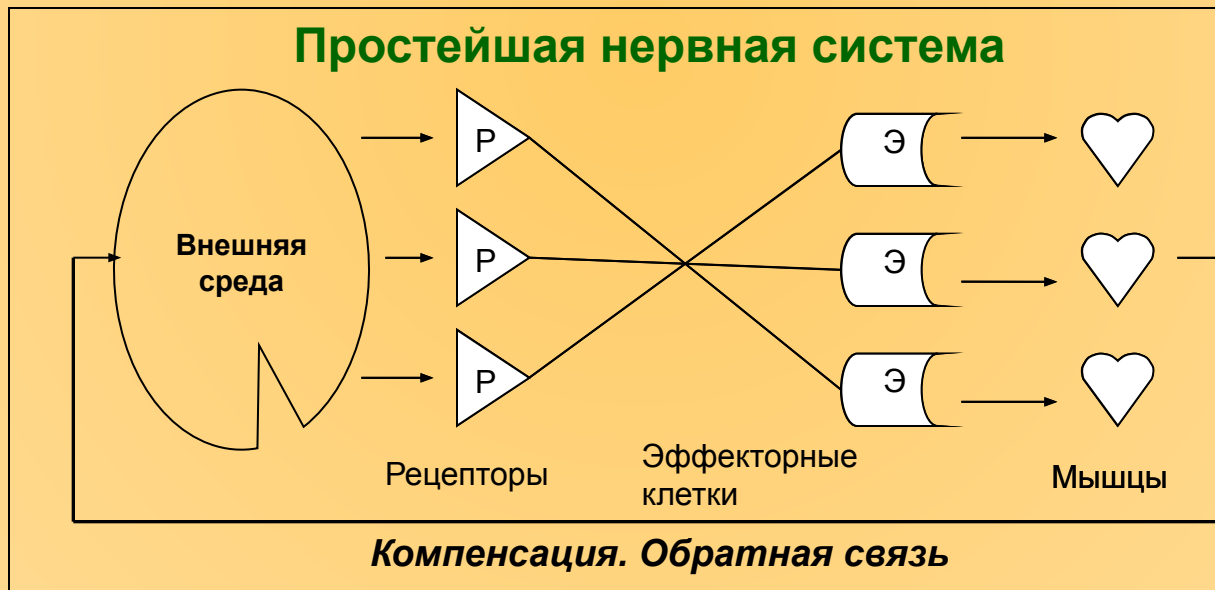 Простейшая нервная система
Внешняя
среда
Р
Р
Р
Э
Э
Э
Рецепторы
Эффекторные
клетки
Мышцы
Компенсация. Обратная связь